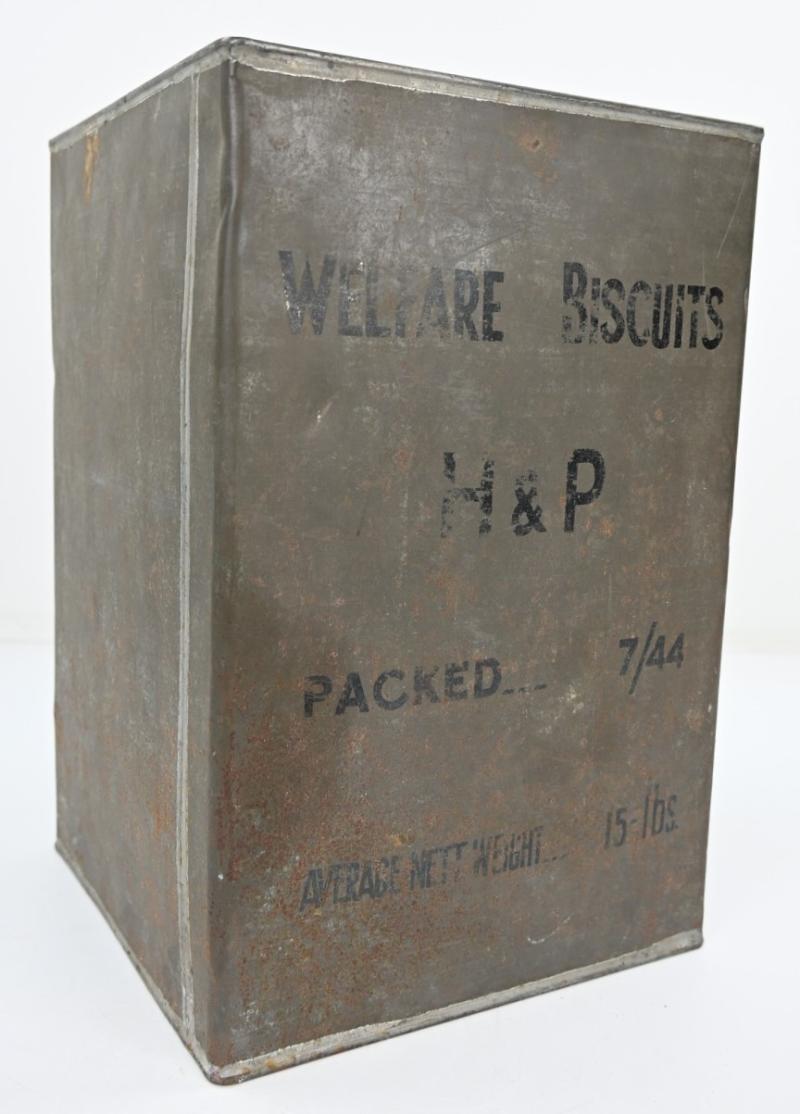 WELFARE BISCUITS
H & P
PACKED... 7/44
AVERAGE NETT WEIGHT... 15-lbs.